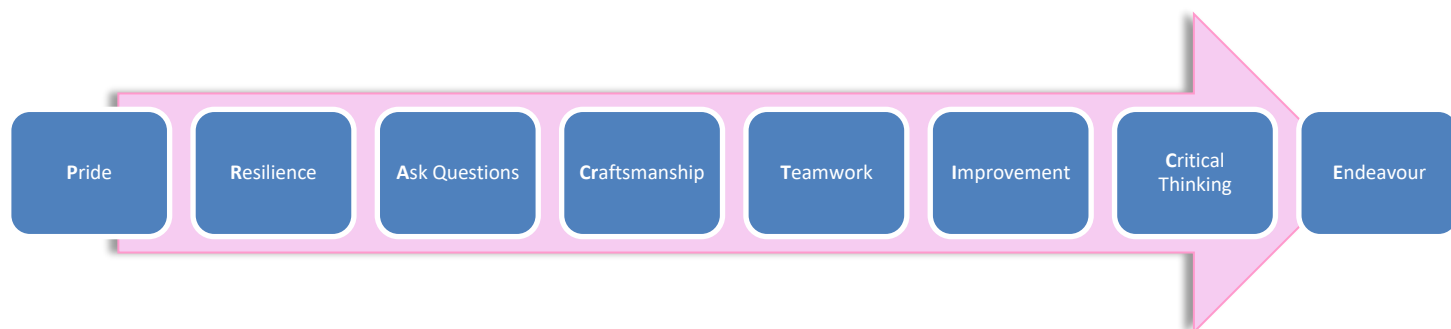 Pride
Resilience
Ask Questions
Craftsmanship
Teamwork
Improvement
Critical
Thinking
Endeavour